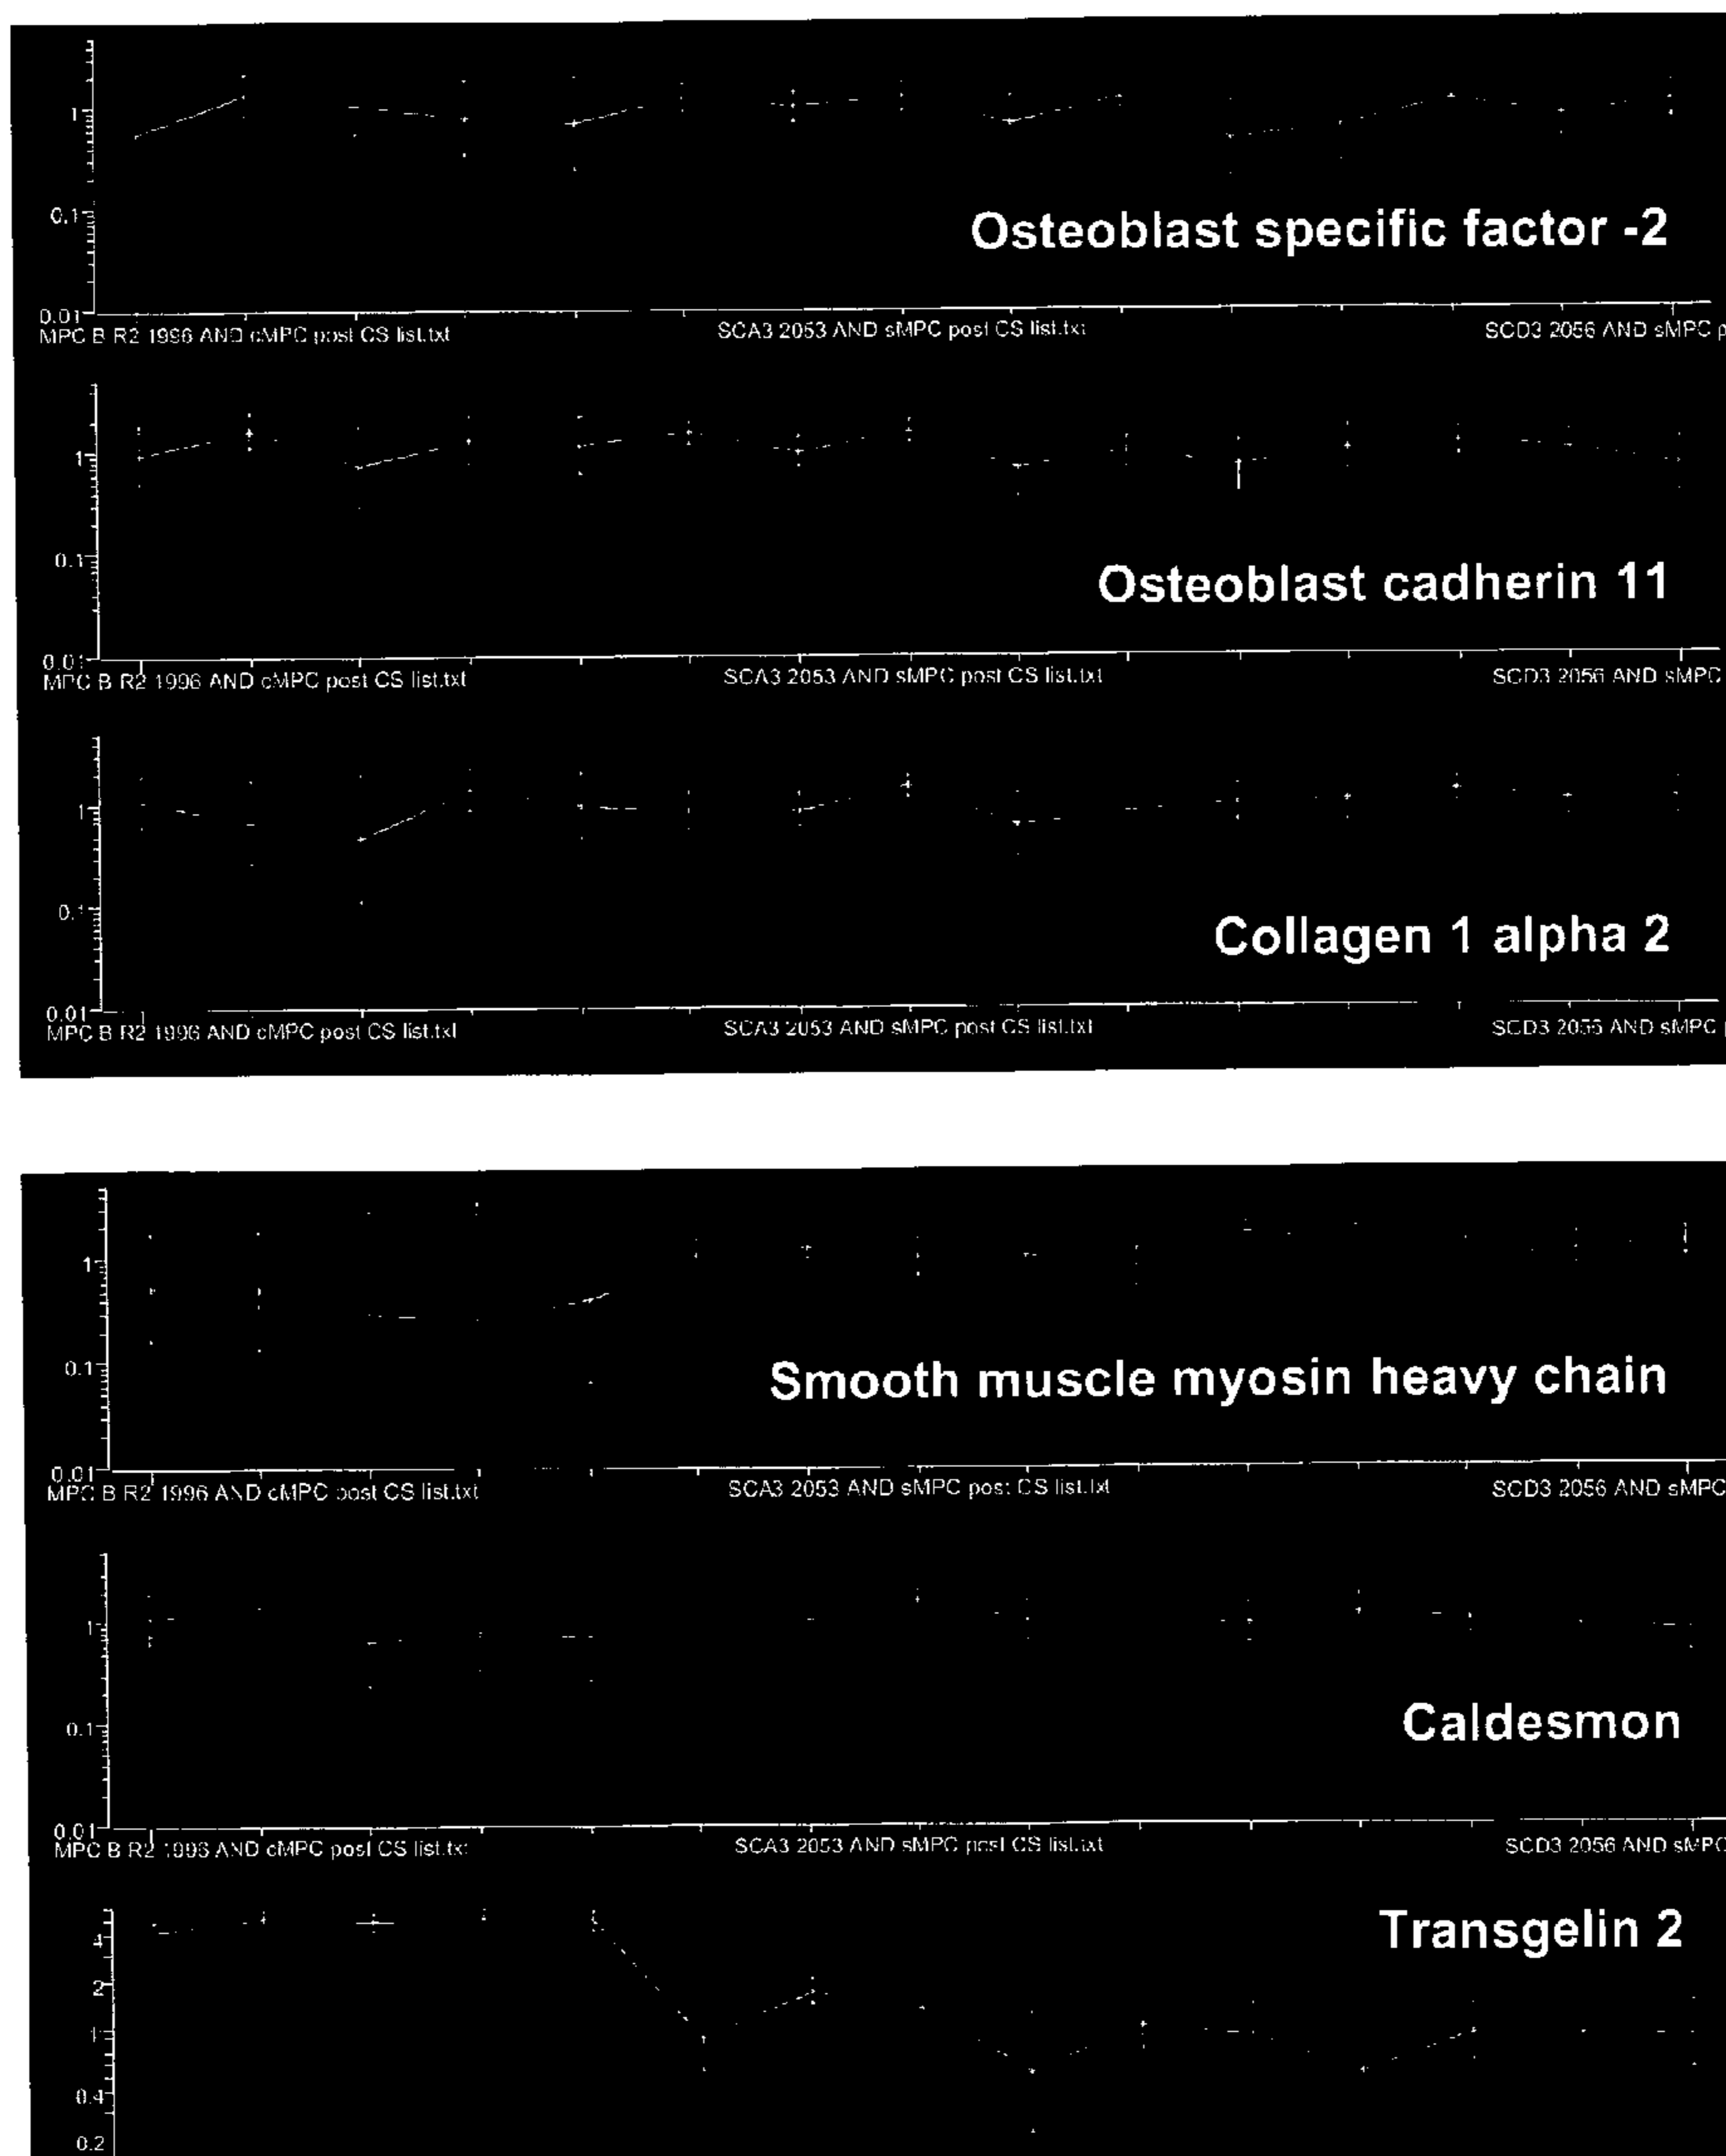 1
0.1
Osteoblast specific factor -2
0.01
MPC B R2 1996 AND cMPC post CS list.txt SCA3 2053 AND sMPC post CS list.txt SCD3 2056 AND sMPC p
1
0.1
Osteoblast cadherin 11
0.01
MPC B R2 1996 AND cMPC post CS list.txt SCA3 2053 AND sMPC post CS list.txt SCD3 2056 AND sMPC
1
0.1
Collagen 1 alpha 2
0.01
MPC B R2 1996 AND cMPC post CS list.txt SCA3 2053 AND sMPC post CS list.txt SCD3 2056 AND sMPC
1
0.1
Smooth muscle myosin heavy chain
0.01
MPC B R2 1996 AND cMPC post CS list.txt SCA3 2053 AND sMPC post CS list.txt SCD3 2056 AND sMPC
1
0.1
Caldesmon
0.01
MPC B R2 1996 AND cMPC post CS list.txt SCA3 2053 AND sMPC post CS list.txt SCD3 2056 AND sMPC
Transgelin 2
4
2
1
0.4
0.2